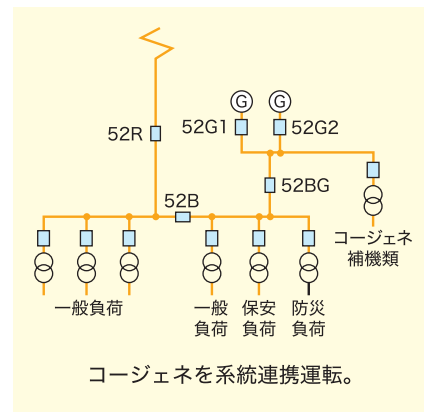 G
G
52R
52G1
52G2
52B
52BG
コージェネ
補機類
一般負荷
一般
負荷
保安
負荷
防災
負荷
コージェネを系統連携運転。